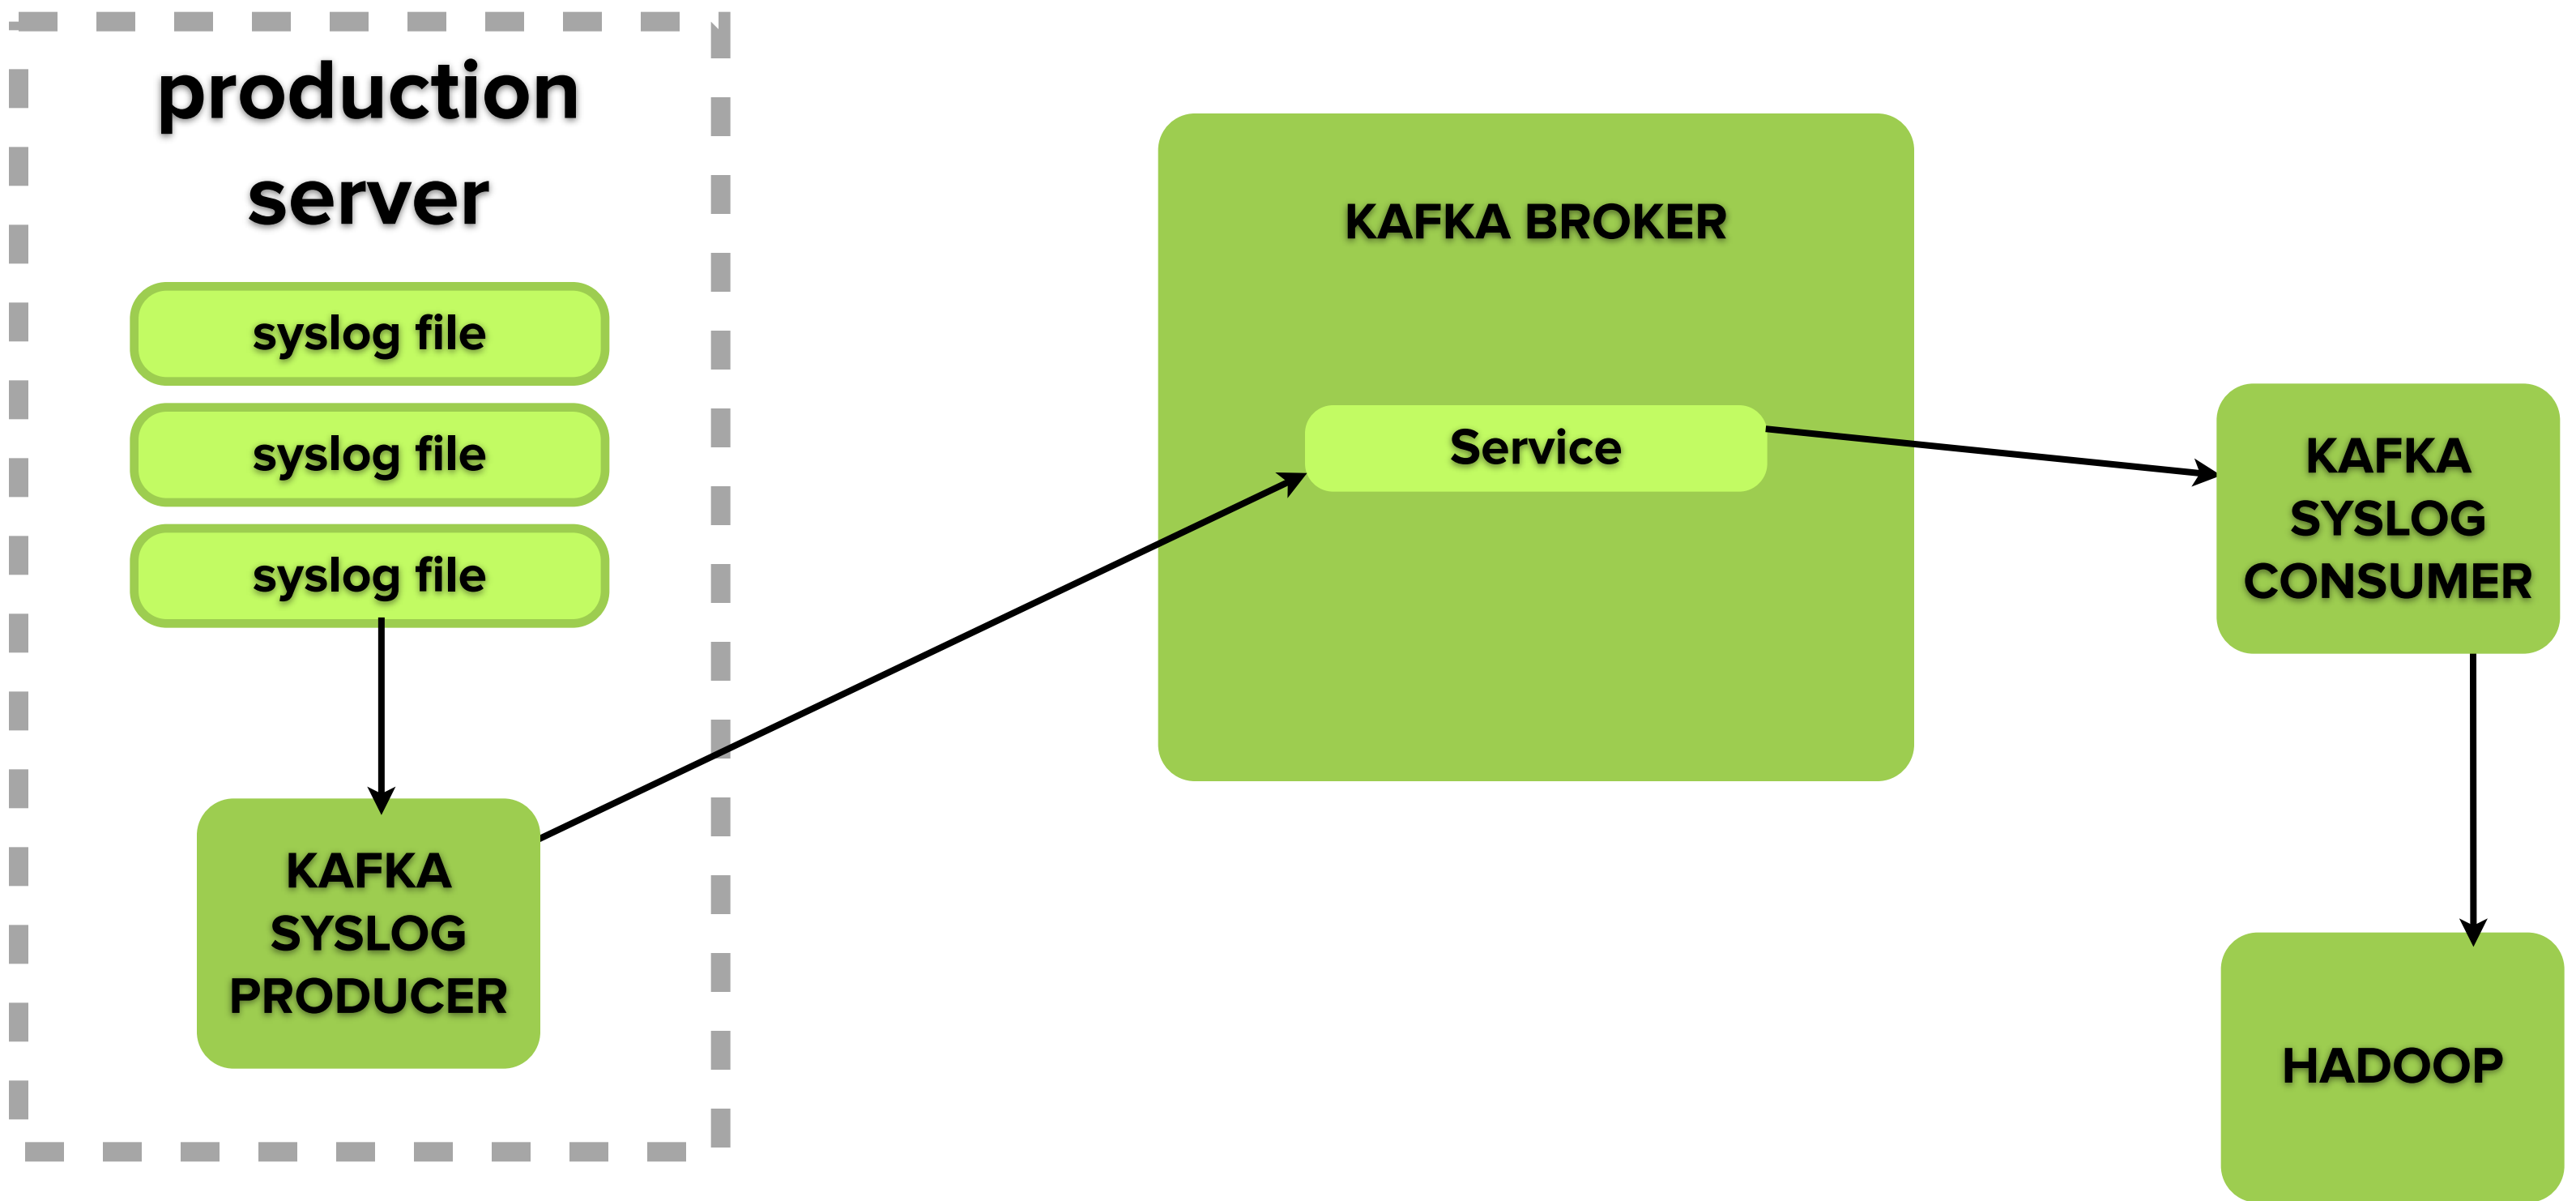 production
server
syslog file
syslog file
syslog file
KAFKA
SYSLOG
PRODUCER
KAFKA BROKER
Service
KAFKA
SYSLOG
CONSUMER
HADOOP